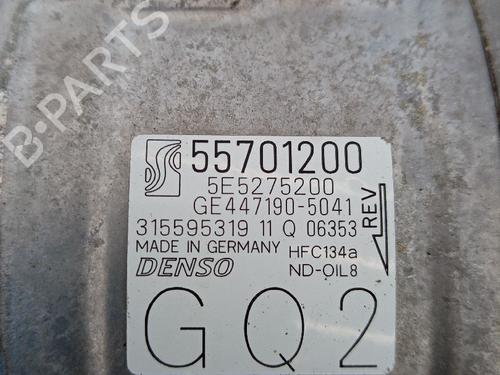 B-PARTS
55701200
5E5275200
GE447190-5041
315595319 11 Q 06353
REV
MADE IN GERMANY HFC134a
DENSO ND-OIL8
GQ2